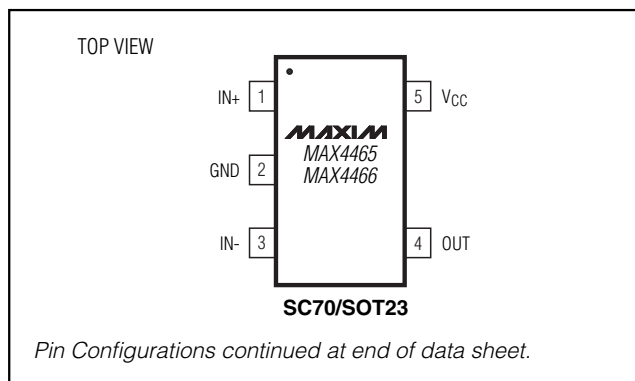 TOP VIEW
IN+ 1
5 VCC
MAXIM
MAX4465
MAX4466
GND 2
IN- 3
4 OUT
SC70/SOT23
Pin Configurations continued at end of data sheet.